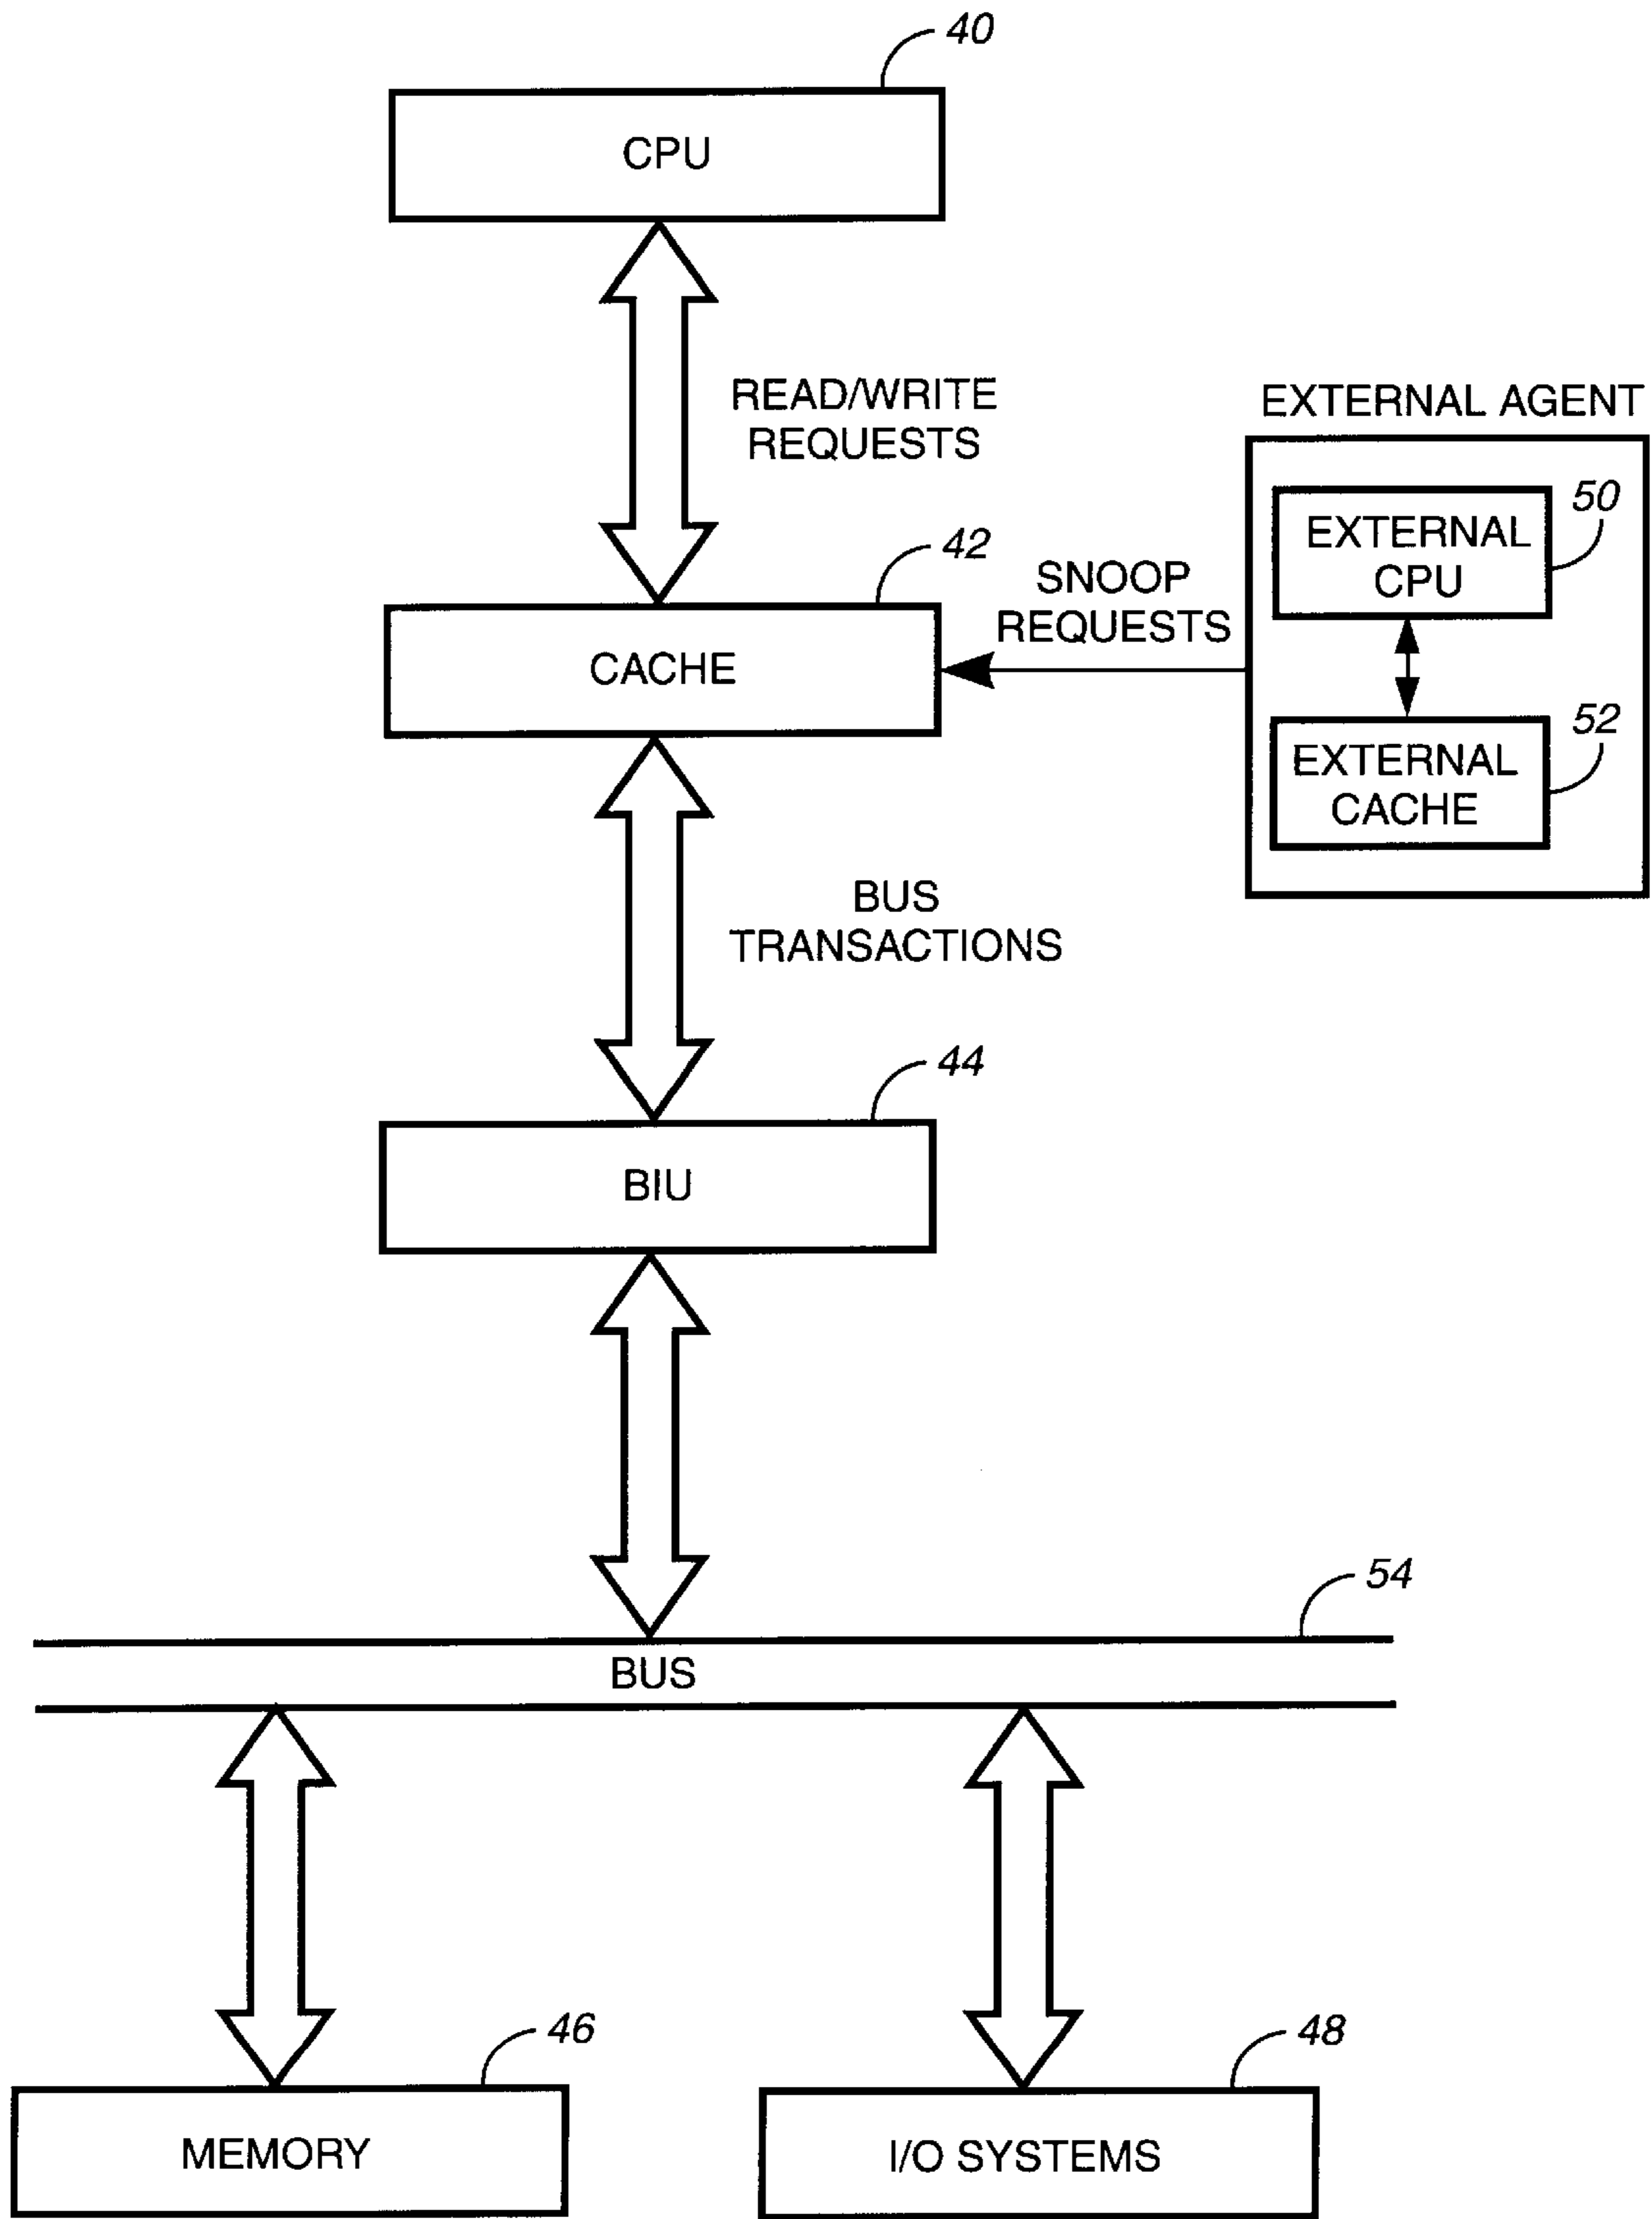 40
CPU
READ/WRITE
REQUESTS
EXTERNAL AGENT
50
EXTERNAL
CPU
42
SNOOP
REQUESTS
CACHE
52
EXTERNAL
CACHE
BUS
TRANSACTIONS
44
BIU
54
BUS
46
48
MEMORY
I/O SYSTEMS